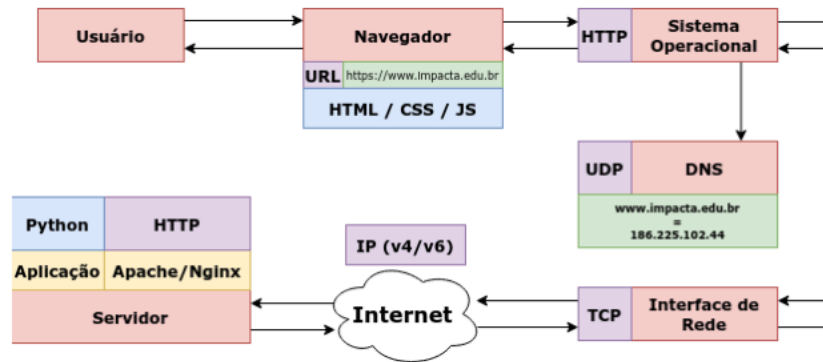 Usuário
Navegador
HTTP
Sistema
Operacional
URL
https://www.impacta.edu.br
HTML / CSS / JS
UDP
DNS
www.impacta.edu.br
=
186.225.102.44
Python
HTTP
Aplicação
Apache/Nginx
Servidor
IP (v4/v6)
Internet
TCP
Interface de
Rede